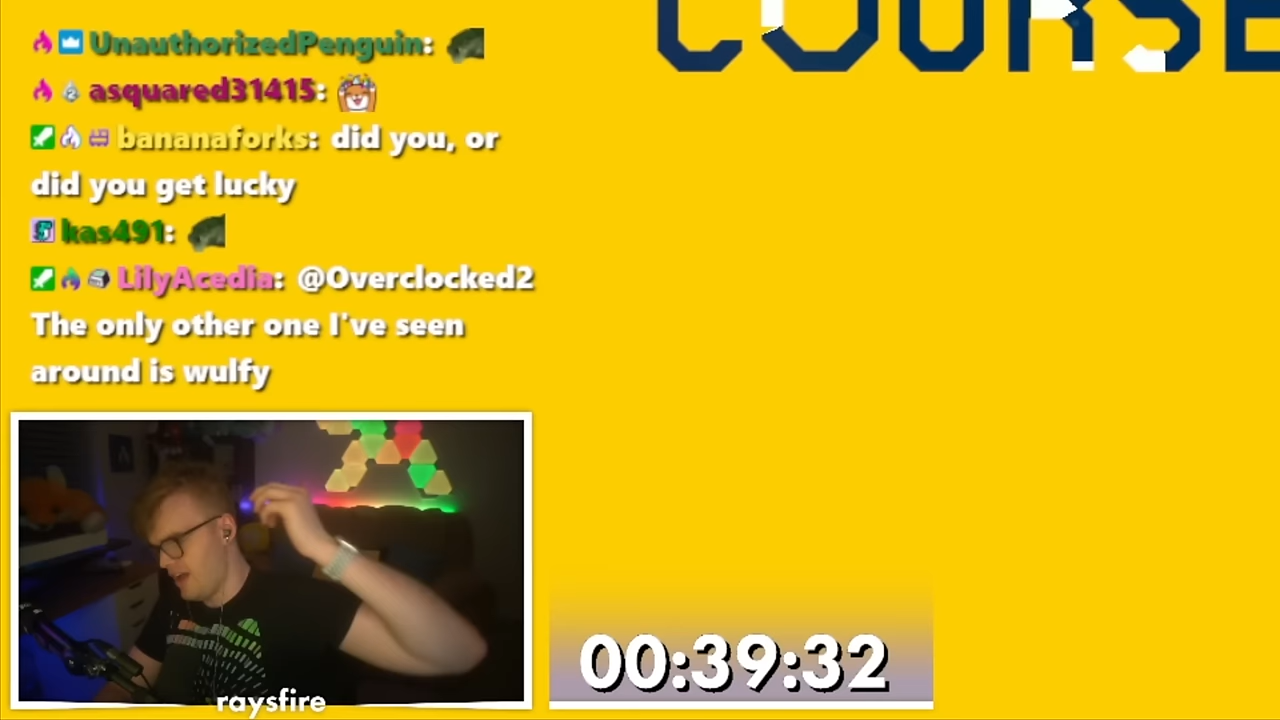 COURSE
UnauthorizedPenguin:
asquared31415:
bananaforks: did you, or
did you get lucky
kas491:
LilyAcedia: @Overclocked2
The only other one I've seen
around is wulfy
raysfire
00:39:32